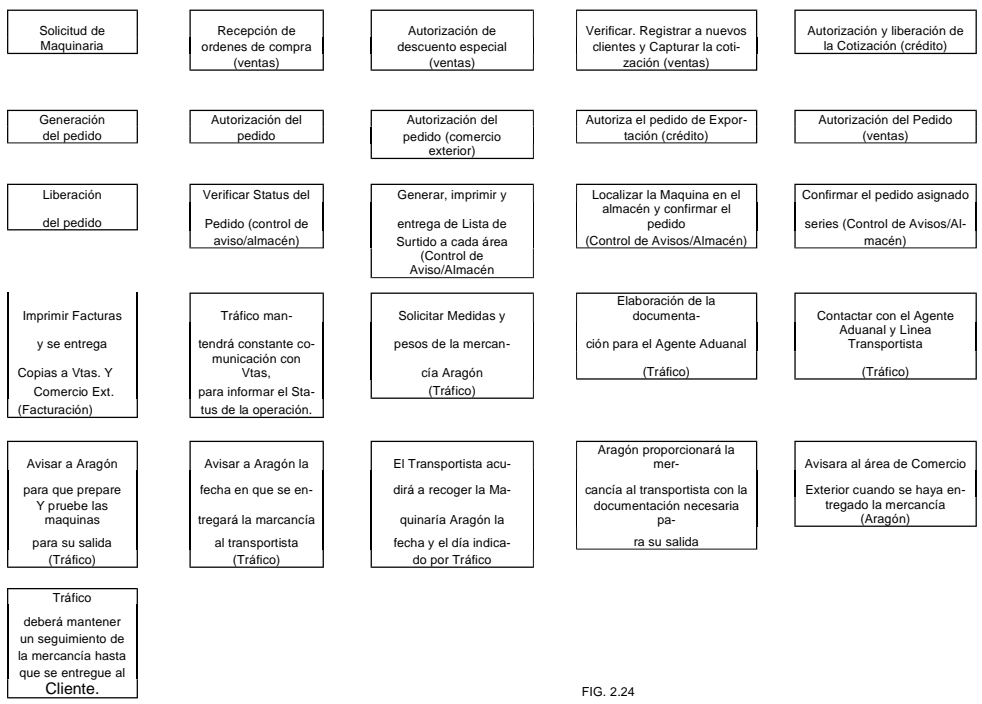 Solicitud de
Maquinaria
Recepción de
ordenes de compra
(ventas)
Autorización de
descuento especial
(ventas)
Verificar. Registrar a nuevos
clientes y Capturar la coti-
zación (ventas)
Autorización y liberación de
la Cotización (crédito)
Generación
del pedido
Autorización del
pedido
Autorización del
pedido (comercio
exterior)
Autoriza el pedido de Expor-
tación (crédito)
Autorización del Pedido
(ventas)
Liberación
del pedido
Verificar Status del
Pedido (control de
aviso/almacén)
Generar, imprimir y
entrega de Lista de
Surtido a cada área
(Control de
Aviso/Almacén
Localizar la Maquina en el
almacén y confirmar el
pedido
(Control de Avisos/Almacén)
Confirmar el pedido asignado
series (Control de Avisos/Al-
macén)
Imprimir Facturas
y se entrega
Copias a Vtas. Y
Comercio Ext.
(Facturación)
Tráfico man-
tendrá constante co-
municación con
Vtas,
para informar el Sta-
tus de la operación.
Solicitar Medidas y
pesos de la mercan-
cía Aragón
(Tráfico)
Elaboración de la
documenta-
ción para el Agente Aduanal
(Tráfico)
Contactar con el Agente
Aduanal y Lìnea
Transportista
(Tráfico)
Avisar a Aragón
para que prepare
Y pruebe las
maquinas
para su salida
(Tráfico)
Avisar a Aragón la
fecha en que se en-
tregará la marcancía
al transportista
(Tráfico)
El Transportista acu-
dirá a recoger la Ma-
quinaría Aragón la
fecha y el día indica-
do por Tráfico
Aragón proporcionará la
mer-
cancía al transportista con la
documentación necesaria
pa-
ra su salida
Avisara al área de Comercio
Exterior cuando se haya en-
tregado la mercancía
(Aragón)
Tráfico
deberá mantener
un seguimiento de
la mercancía hasta
que se entregue al
Cliente.
FIG. 2.24